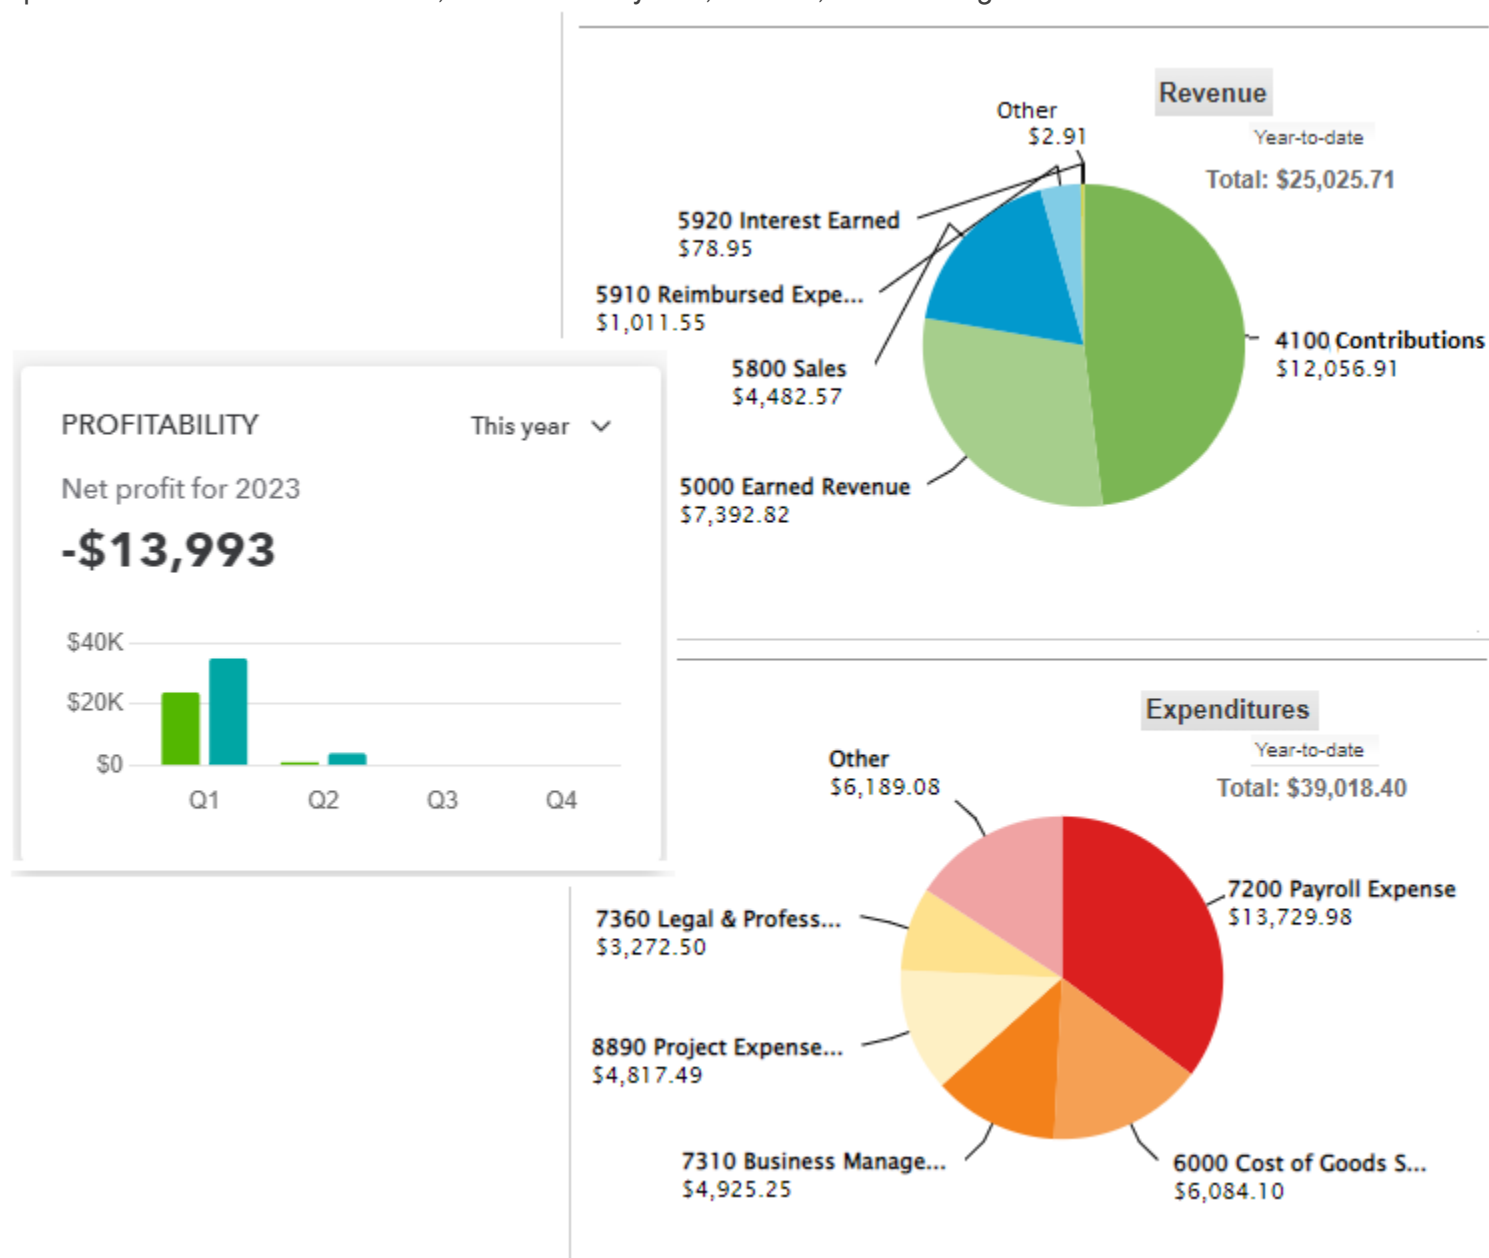 Revenue
Year-to-date
Total: $25,025.71
Other
$2.91
5920 Interest Earned
$78.95
5910 Reimbursed Expe...
$1,011.55
5800 Sales
$4,482.57
5000 Earned Revenue
$7,392.82
4100 Contributions
$12,056.91
PROFITABILITY
This year
Net profit for 2023
-$13,993
$40K
$20K
$0
Q1 Q2 Q3 Q4
Expenditures
Year-to-date
Total: $39,018.40
Other
$6,189.08
7200 Payroll Expense
$13,729.98
7360 Legal & Profess...
$3,272.50
8890 Project Expense...
$4,817.49
7310 Business Manage...
$4,925.25
6000 Cost of Goods S...
$6,084.10